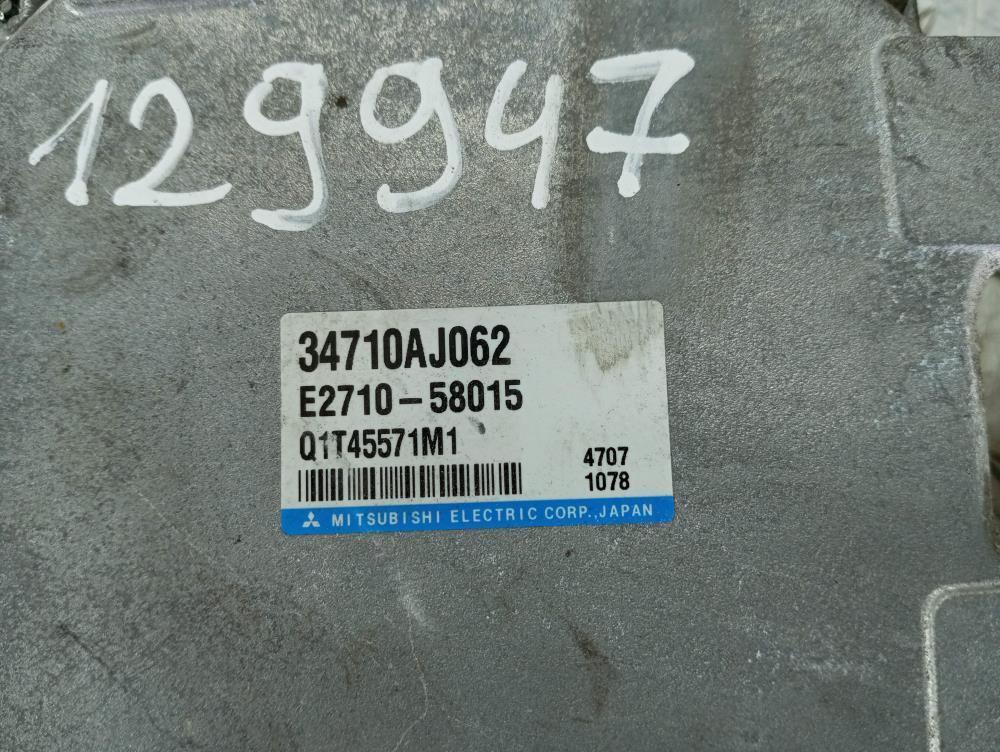 129947
34710AJ062
E2710-58015
Q1T45571M1
4707
1078
MITSUBISHI ELECTRIC CORP.,JAPAN